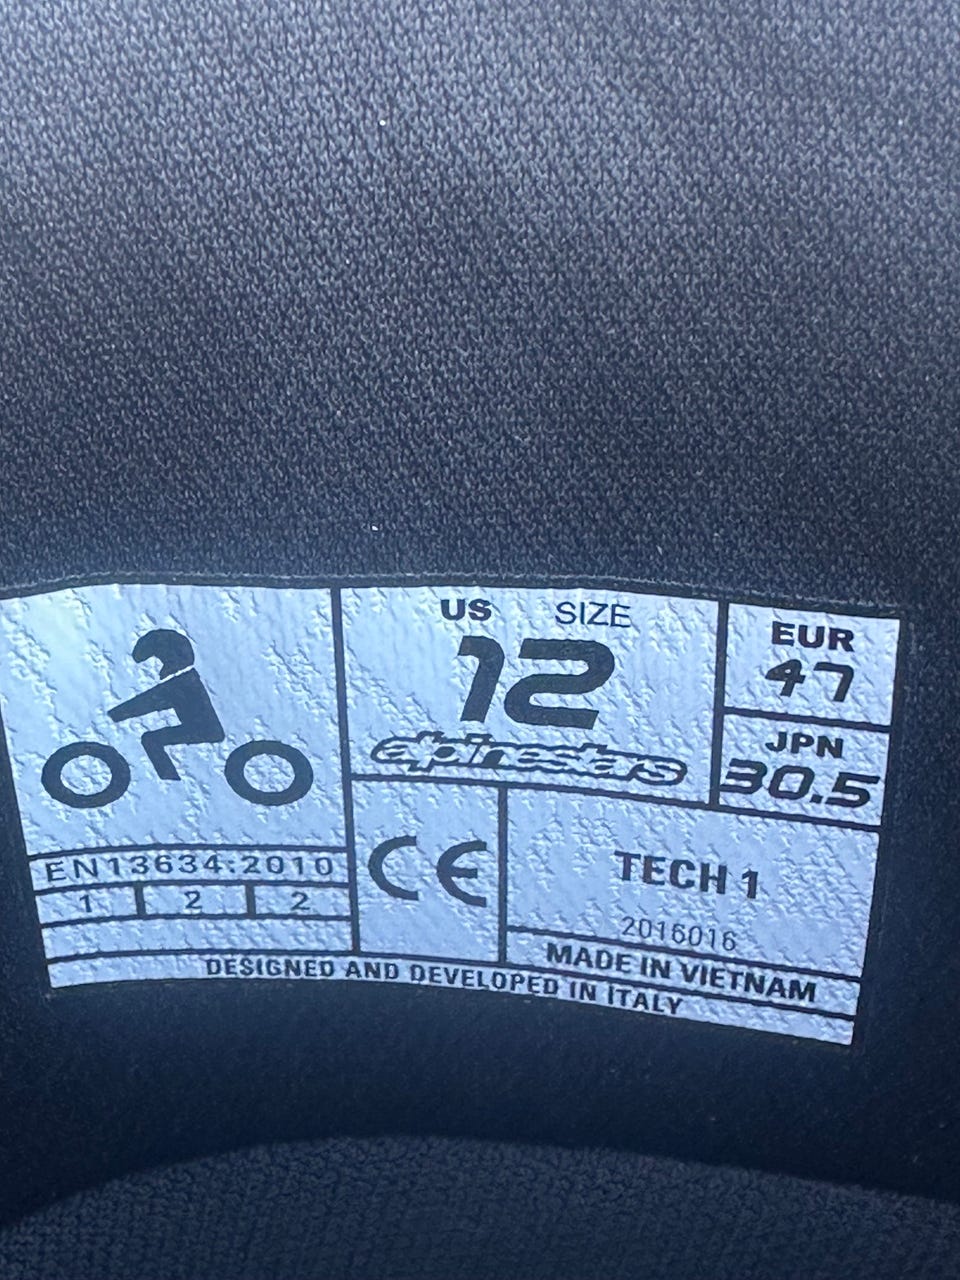 US SIZE
12
alpinestars
EUR
47
JPN
30.5
EN13634:2010
1 2 2
CE
TECH 1
2016016
MADE IN VIETNAM
DESIGNED AND DEVELOPED IN ITALY